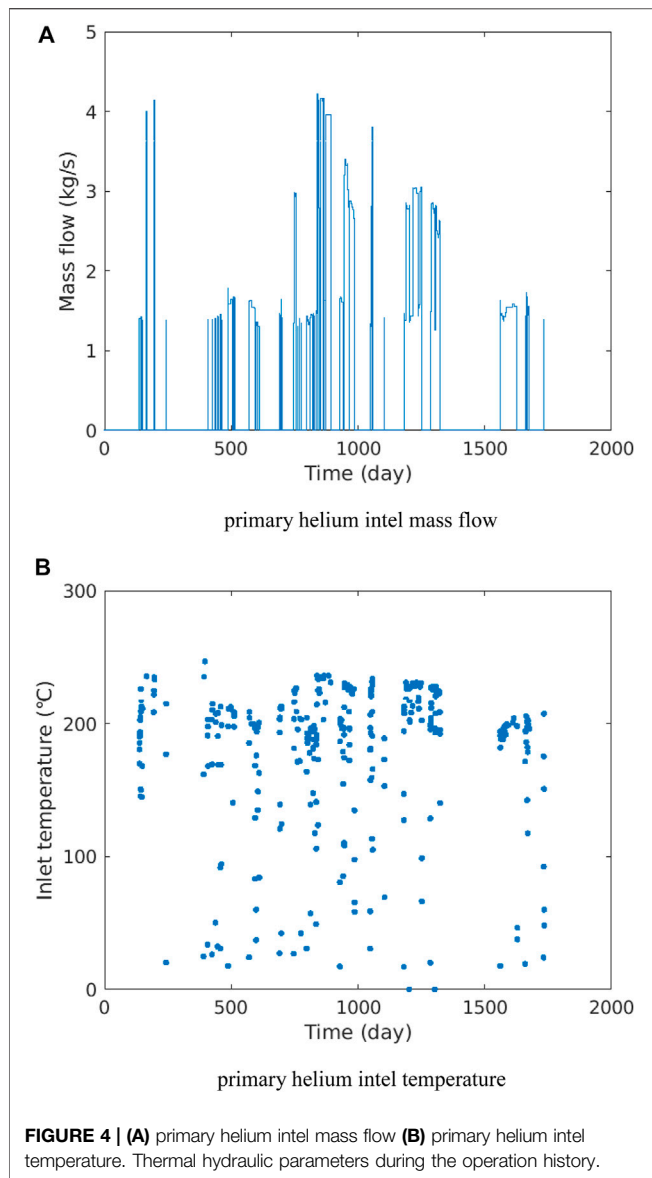 A
5
4
3
2
1
0
Mass flow (kg/s)
0 500 1000 1500 2000
Time (day)
primary helium intel mass flow
B
300
200
100
0
Inlet temperature (°C)
0 500 1000 1500 2000
Time (day)
primary helium intel temperature
FIGURE 4 | (A) primary helium intel mass flow (B) primary helium intel
temperature. Thermal hydraulic parameters during the operation history.